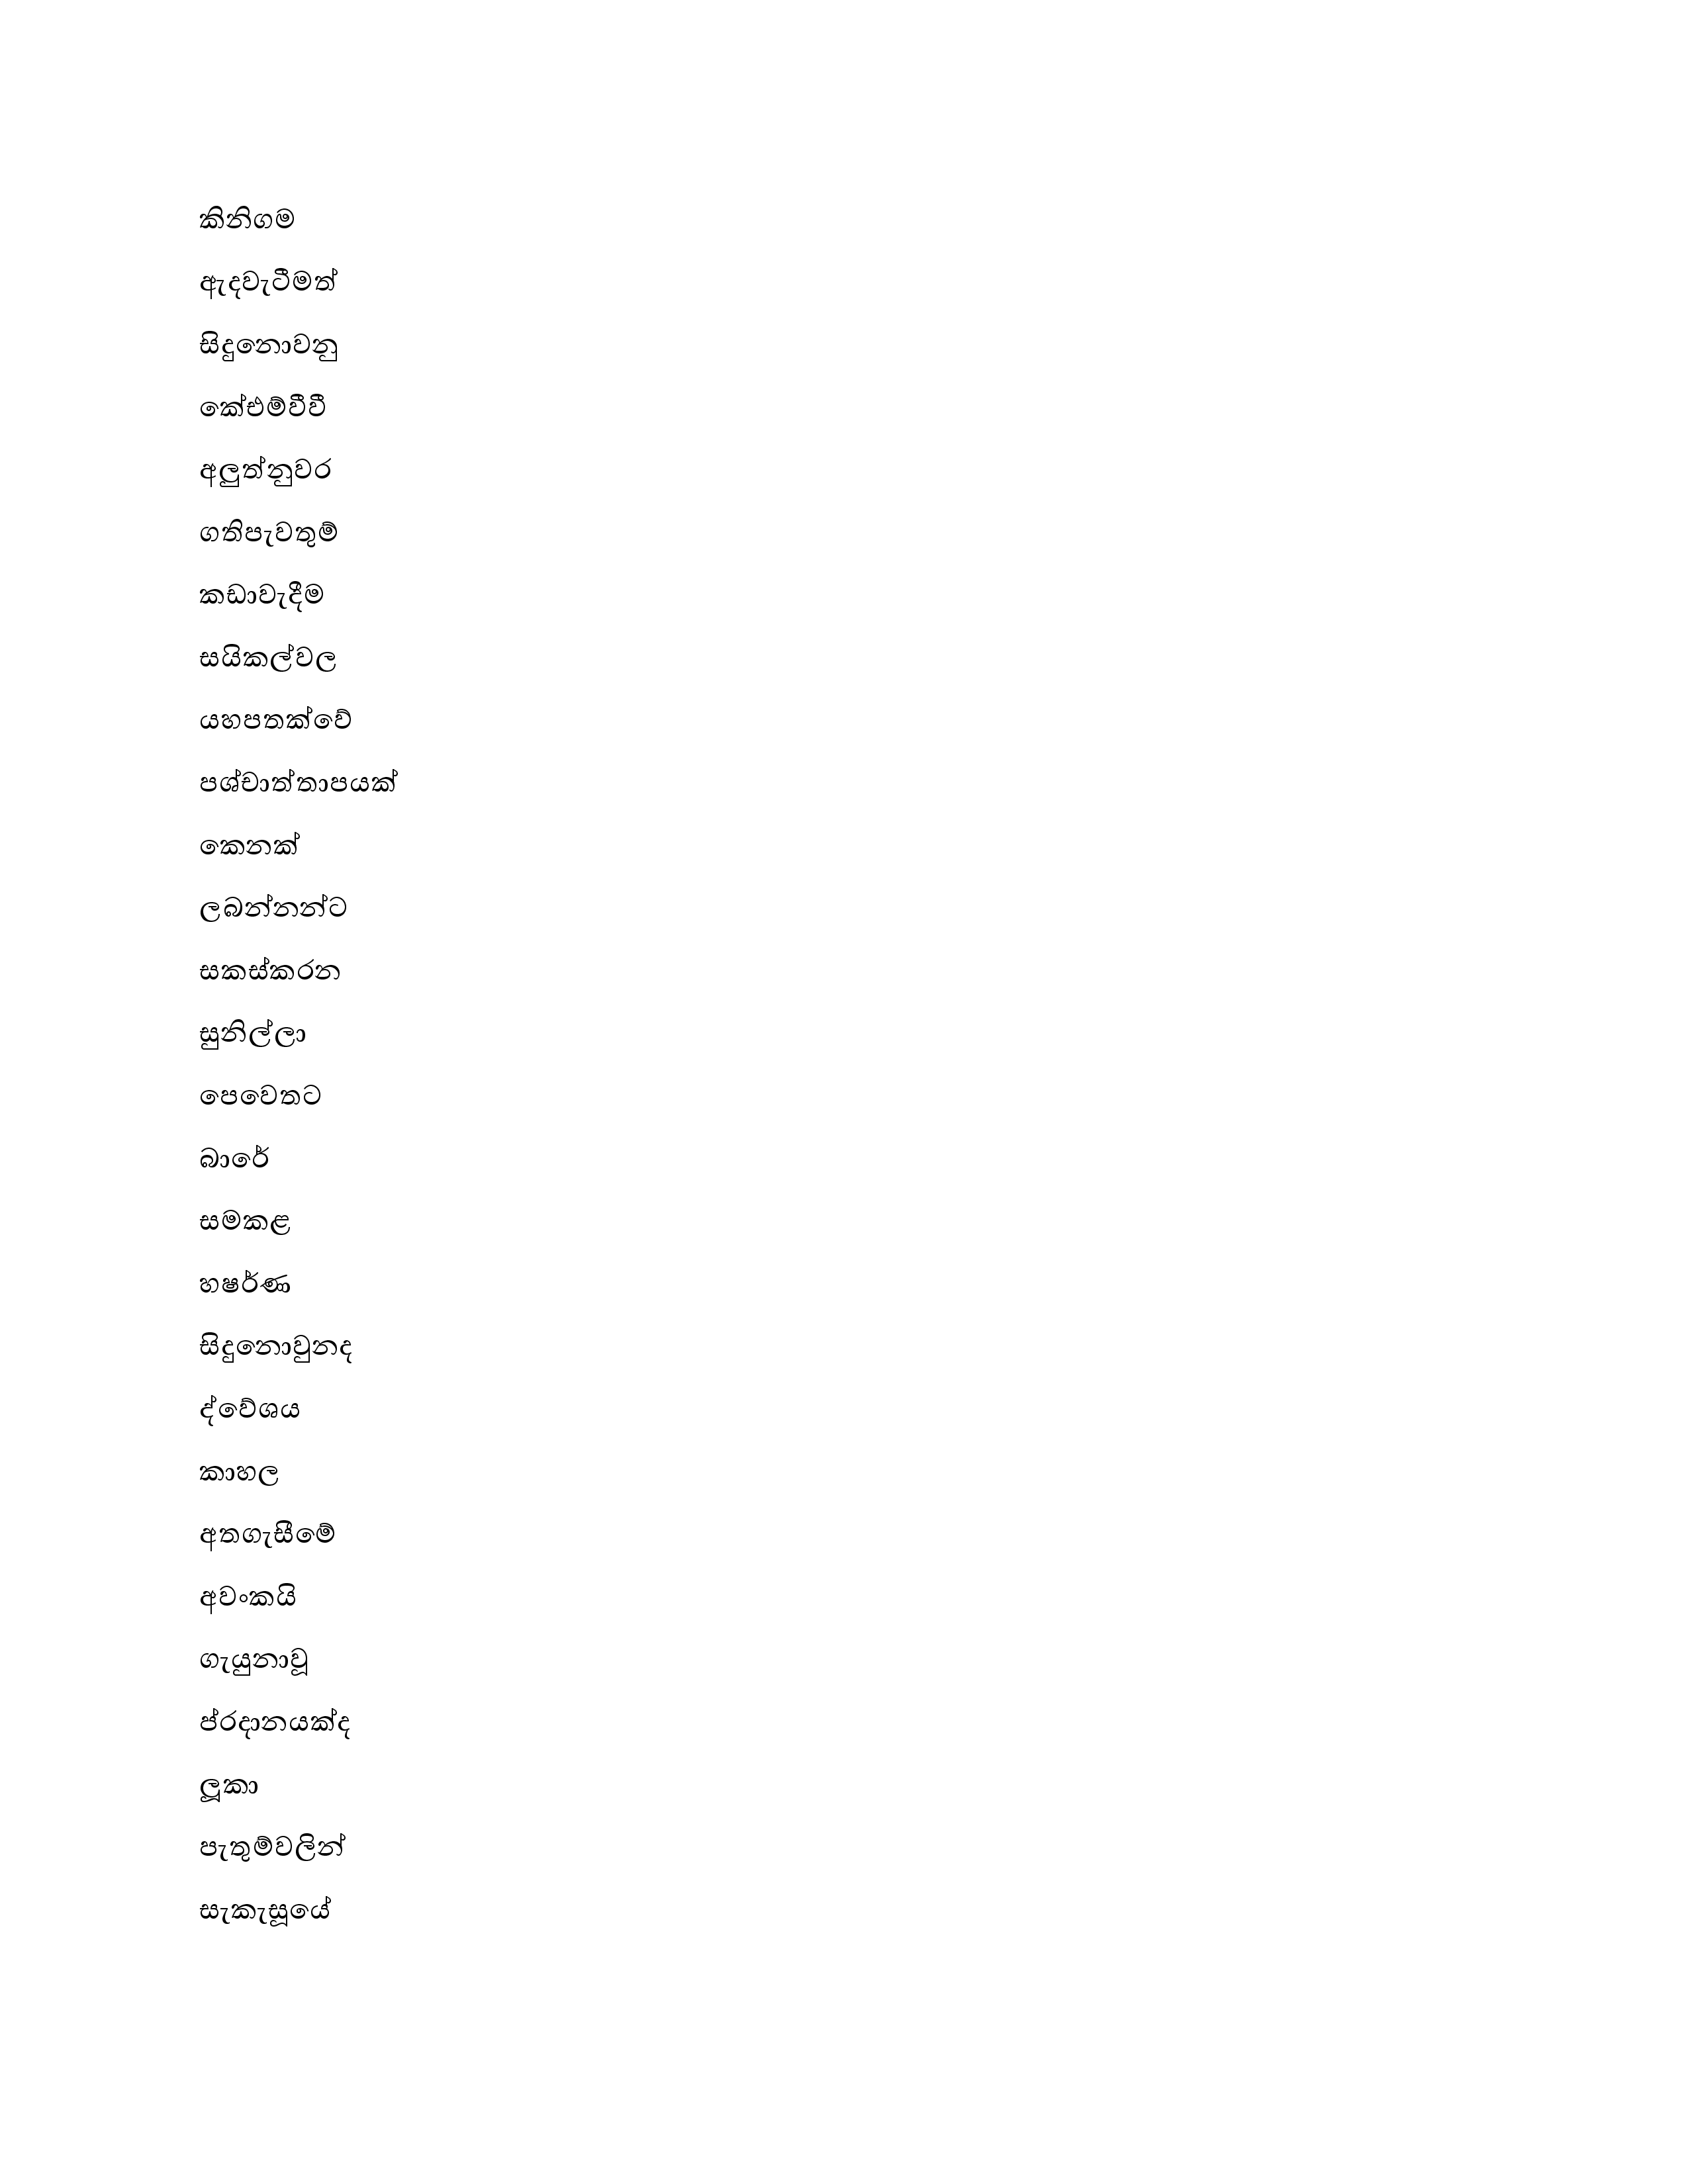 කිනිගම
ඇදවැටීමත්
සිදුනොවනු
කේඑම්වීවී
අලුත්නුවර
ගතිපැවතුම්
කඩාවැදීම
සයිකල්වල
යහපතක්වේ
පශ්චාත්තාපයක්
කෙනක්
ලබන්නන්ට
සකස්කරන
සුනිල්ලා
පෙවෙතට
බාරේ
සමකළ
හෂර්ණ
සිදුනොවුනද
ද්වේශය
කාහල
අතගැසීමේ
අවංකයි
ගැයුනාවූ
ප්රදානයක්ද
ලූකා
පැතුම්වලින්
සැකැසූයේ